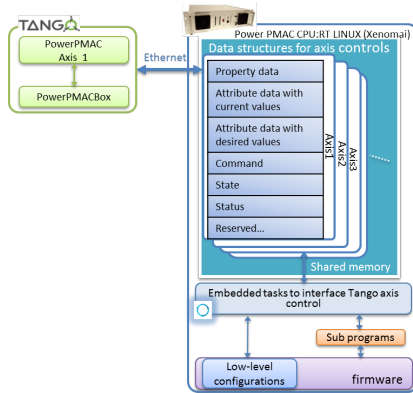 TANGO
PowerPMAC
Axis 1
PowerPMACBox
Ethernet
Power PMAC CPU:RT LINUX (Xenomai)
Data structures for axis controls
Property data
Attribute data with
current values
Attribute data with
desired values
Command
State
Status
Reserved...
Axis1
Axis2
Axis3
Shared memory
Embedded tasks to interface Tango axis
control
Sub programs
Low-level
configurations
firmware